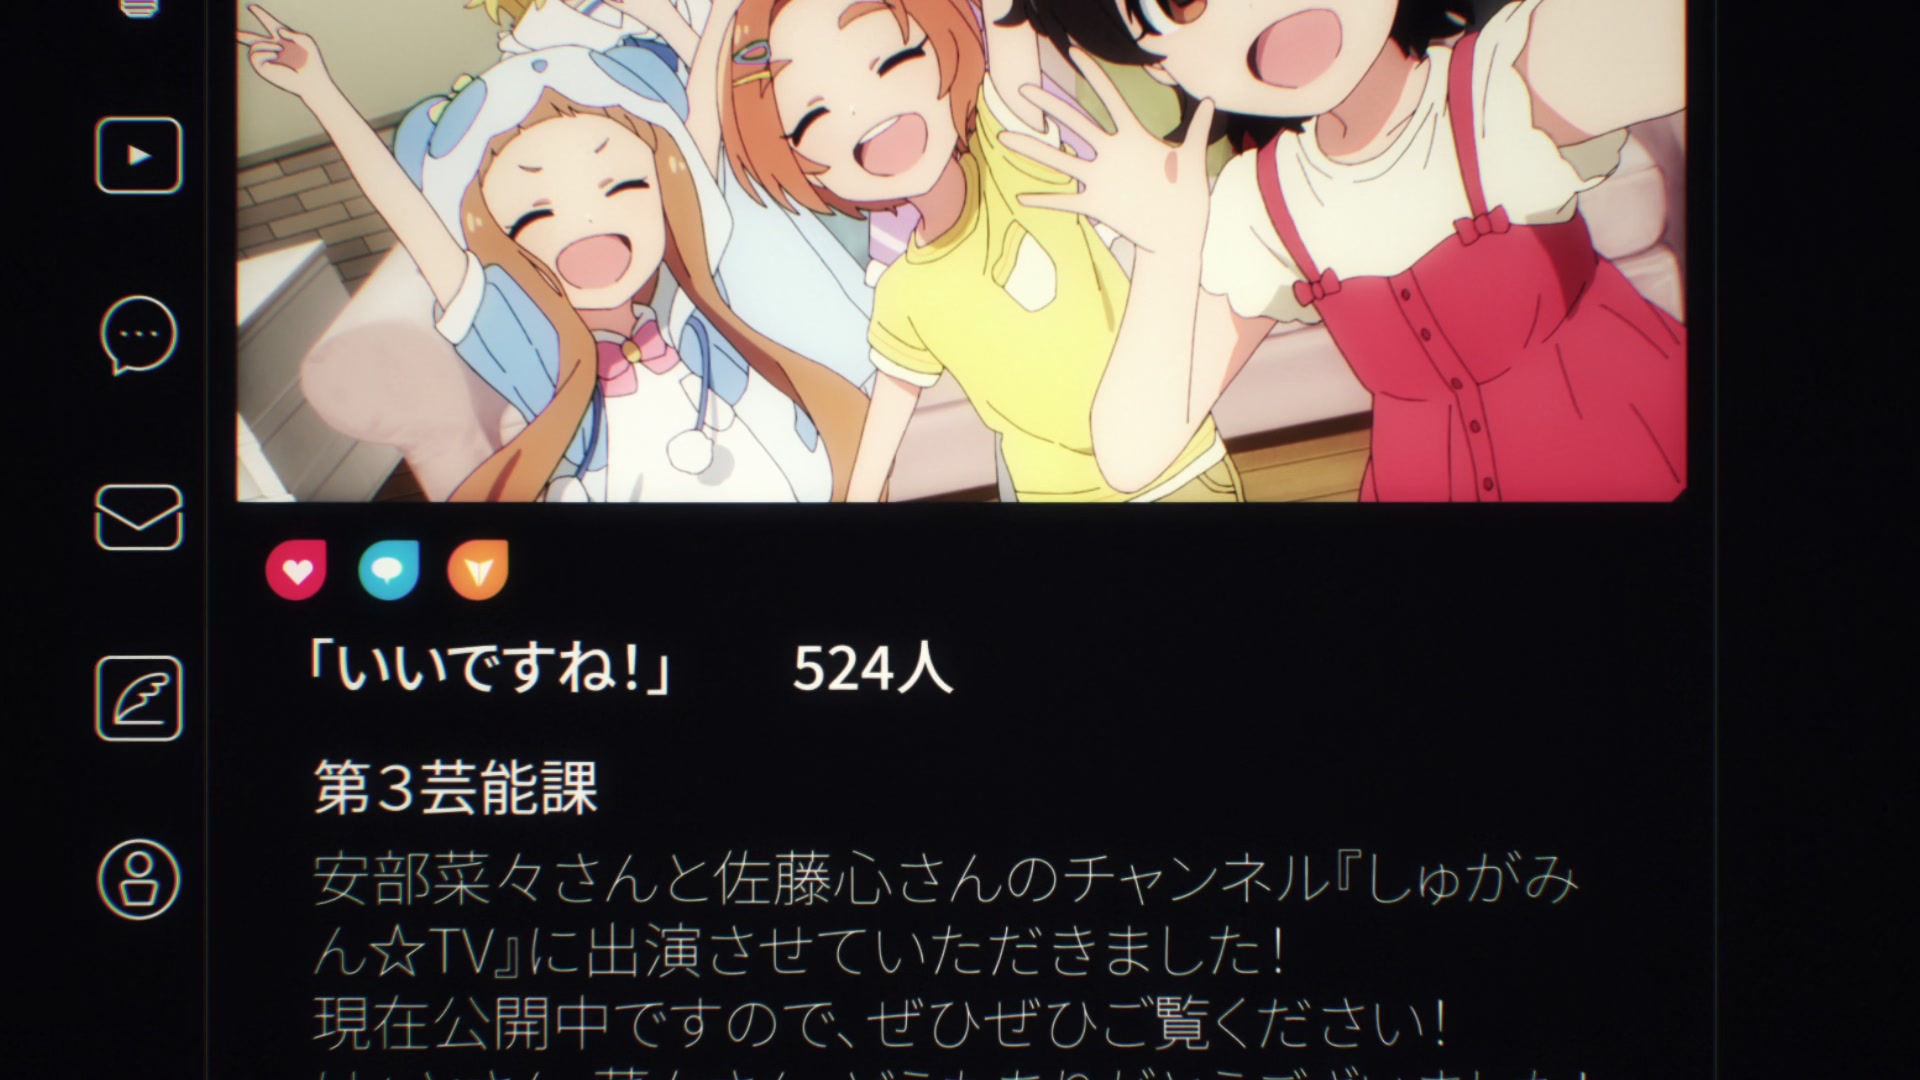 「いいですね！」 524人
第３芸能課
安部菜々さんと佐藤心さんのチャンネル『しゅがみ
ん☆TV』に出演させていただきました！
現在公開中ですので、ぜひぜひご覧ください！